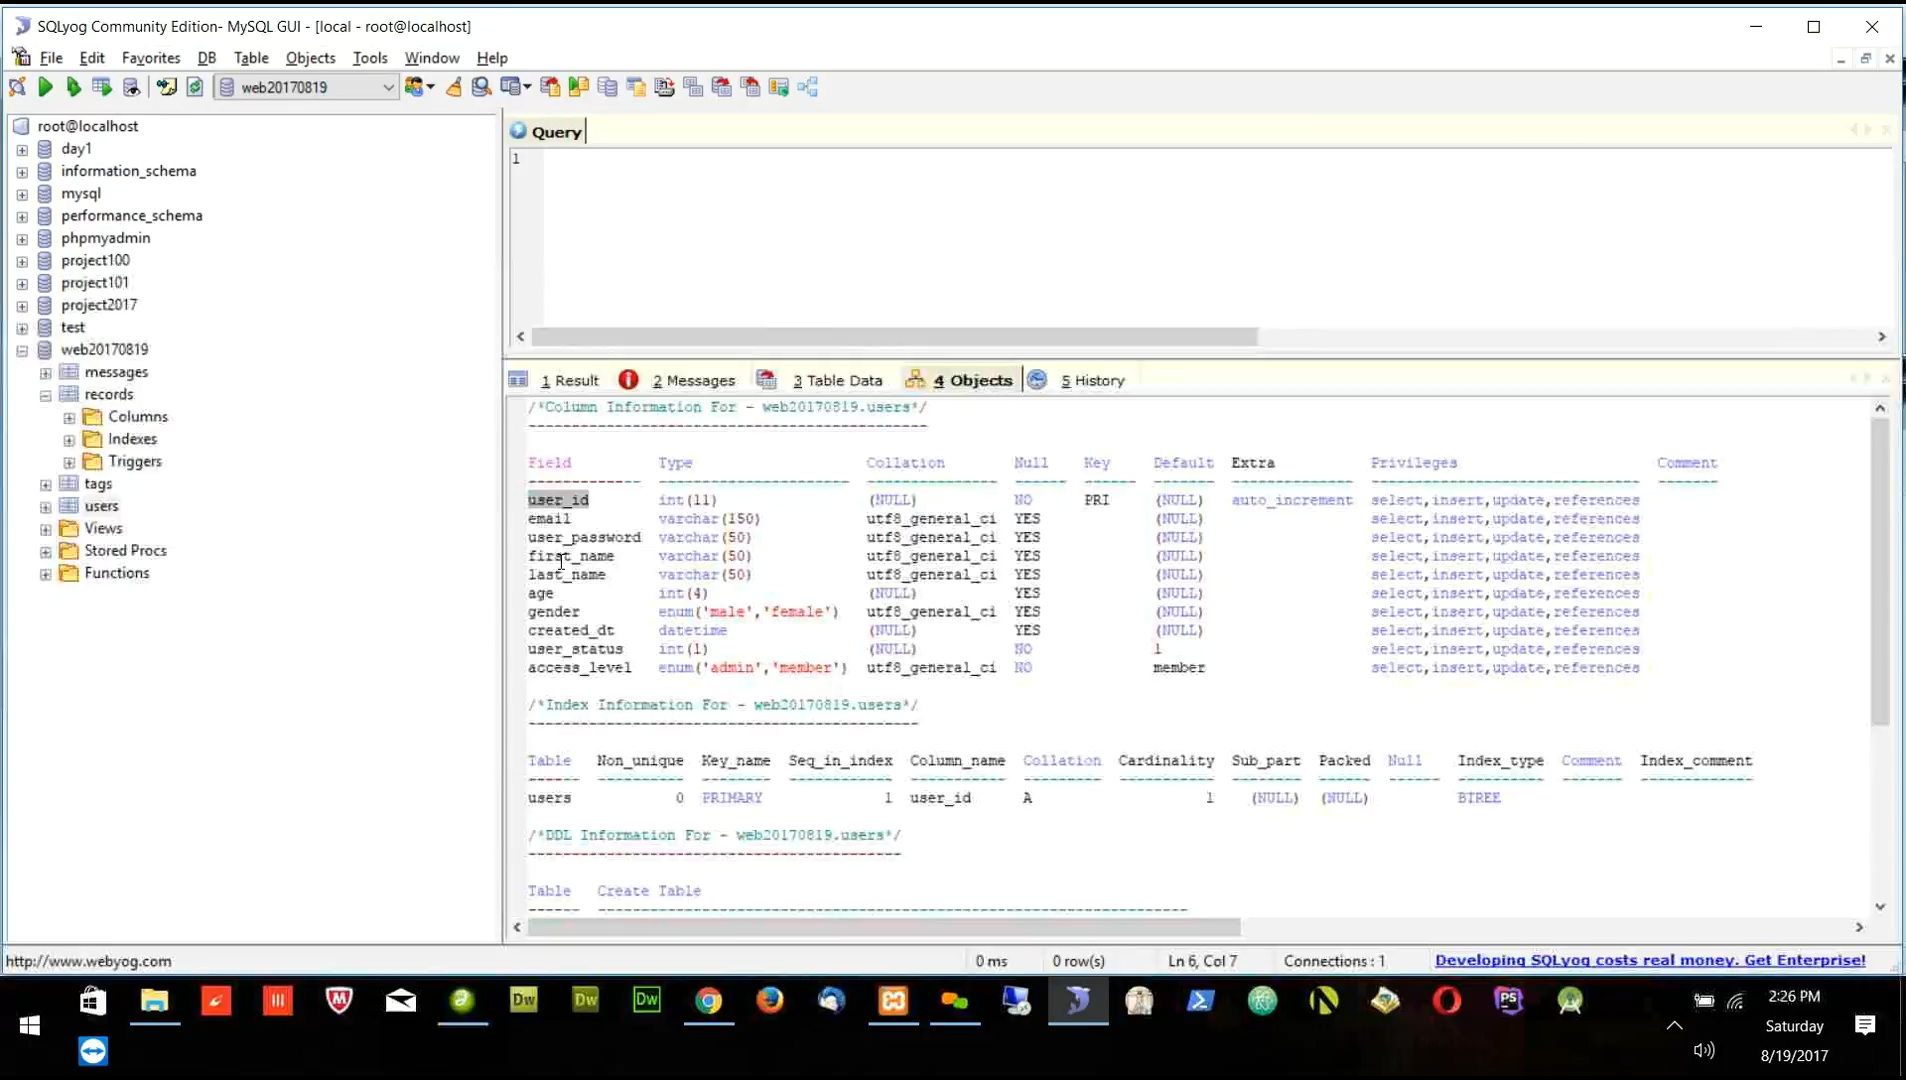 SQLyog Community Edition- MySQL GUI - [local - root@localhost]
File Edit Favorites DB Table Objects Tools Window Help
web20170819
root@localhost
day1
information_schema
mysql
performance_schema
phpmyadmin
project100
project101
project2017
test
web20170819
messages
records
Columns
Indexes
Triggers
tags
users
Views
Stored Procs
Functions
Query
1
1 Result 2 Messages 3 Table Data 4 Objects 5 History
/*Column Information For - web20170819.users*/
Field Type Collation Null Key Default Extra Privileges Comment
user_id int(11) (NULL) NO PRI (NULL) auto_increment select,insert,update,references
email varchar(150) utf8_general_ci YES (NULL) select,insert,update,references
user_password varchar(50) utf8_general_ci YES (NULL) select,insert,update,references
first_name varchar(50) utf8_general_ci YES (NULL) select,insert,update,references
last_name varchar(50) utf8_general_ci YES (NULL) select,insert,update,references
age int(4) (NULL) YES (NULL) select,insert,update,references
gender enum('male','female') utf8_general_ci YES (NULL) select,insert,update,references
created_dt datetime (NULL) YES (NULL) select,insert,update,references
user_status int(1) (NULL) NO 1 select,insert,update,references
access_level enum('admin','member') utf8_general_ci NO member select,insert,update,references
/*Index Information For - web20170819.users*/
Table Non_unique Key_name Seq_in_index Column_name Collation Cardinality Sub_part Packed Null Index_type Comment Index_comment
users 0 PRIMARY 1 user_id A 1 (NULL) (NULL) BTREE
/*DDL Information For - web20170819.users*/
Table Create Table
http://www.webyog.com 0 ms 0 row(s) Ln 6, Col 7 Connections : 1 Developing SQLyog costs real money. Get Enterprise!
Dw Dw Dw PS
2:26 PM
Saturday
8/19/2017